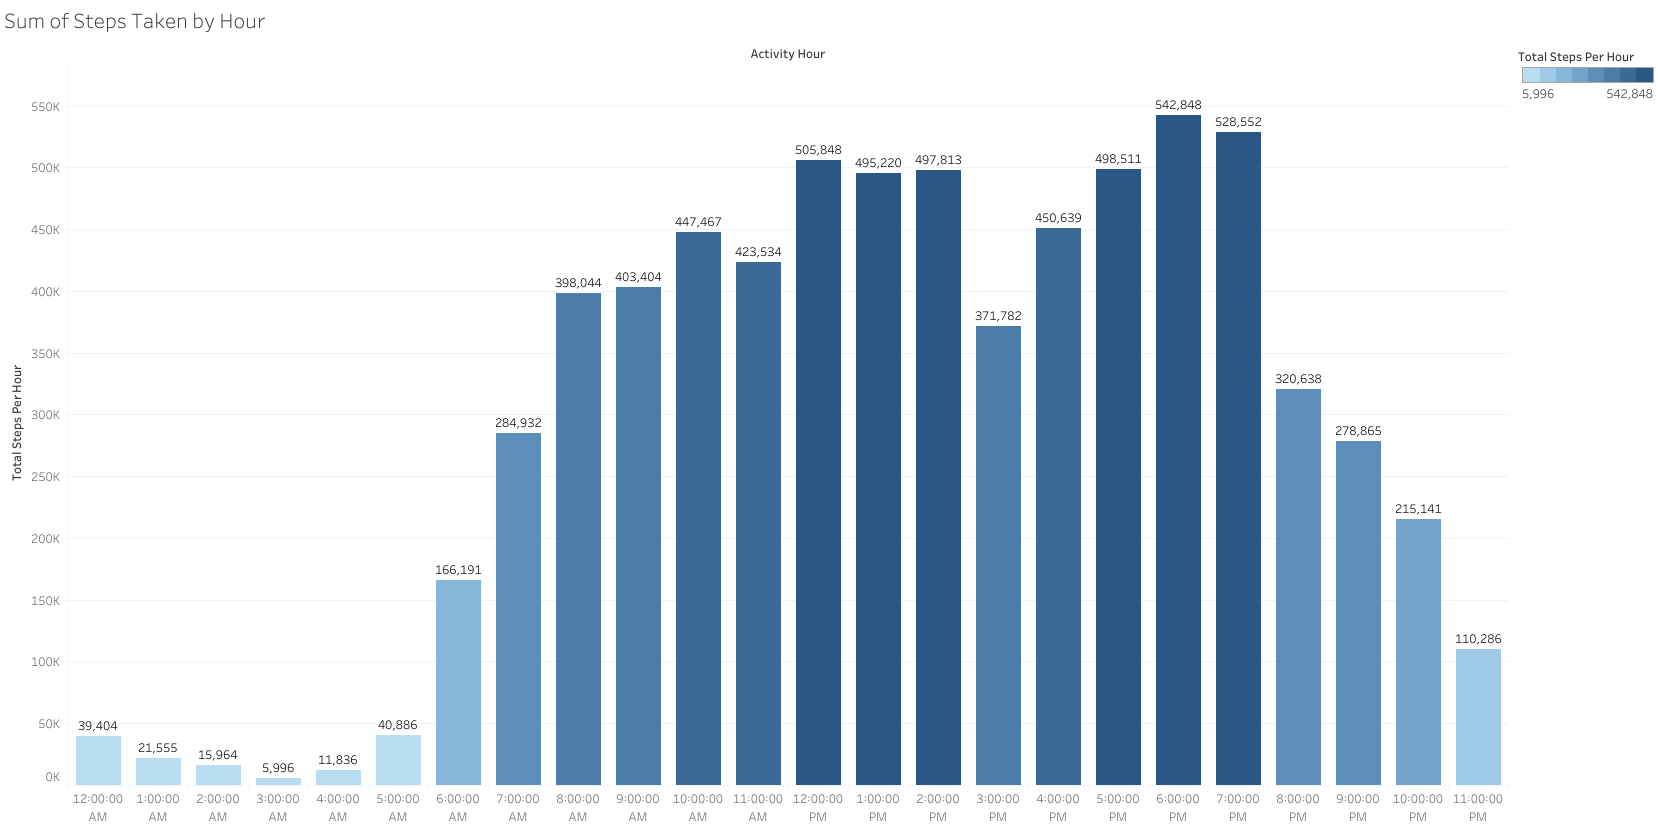 Sum of Steps Taken by Hour
Activity Hour
Total Steps Per Hour
5,996 542,848
Total Steps Per Hour
550K
500K
450K
400K
350K
300K
250K
200K
150K
100K
50K
0K
39,404
21,555
15,964
5,996
11,836
40,886
166,191
284,932
398,044
403,404
447,467
423,534
505,848
495,220
497,813
371,782
450,639
498,511
542,848
528,552
320,638
278,865
215,141
110,286
12:00:00 1:00:00 2:00:00 3:00:00 4:00:00 5:00:00 6:00:00 7:00:00 8:00:00 9:00:00 10:00:00 11:00:00 12:00:00 1:00:00 2:00:00 3:00:00 4:00:00 5:00:00 6:00:00 7:00:00 8:00:00 9:00:00 10:00:00 11:00:00
AM AM AM AM AM AM AM AM AM AM AM AM PM PM PM PM PM PM PM PM PM PM PM PM